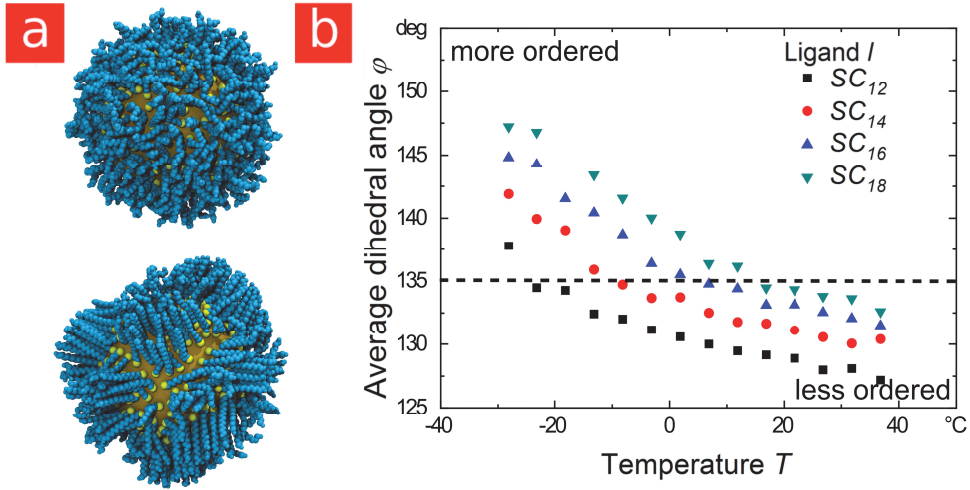 a
b
deg
150
145
140
135
130
125
Average dihedral angle φ
more ordered
less ordered
Ligand l
SC12
SC14
SC16
SC18
-40
-20
0
20
40
°C
Temperature T